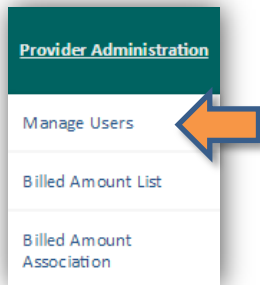 Provider Administration
Manage Users
Billed Amount List
Billed Amount
Association